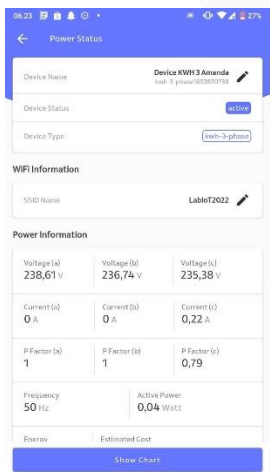 06.23 27%
Power Status
Device Name
Device KWH 3 Amanda
kwh-3-phase1653870738
Device Status
active
Device Type
kwh-3-phase
WiFi Information
SSID Name
LabIoT2022
Power Information
Voltage (a) Voltage (b) Voltage (c)
238,61 V 236,74 V 235,38 V
Current (a) Current (b) Current (c)
0 A 0 A 0,22 A
P Factor (a) P Factor (b) P Factor (c)
1 1 0,79
Frequency Active Power
50 Hz 0,04 Watt
Energy Estimated Cost
Show Chart